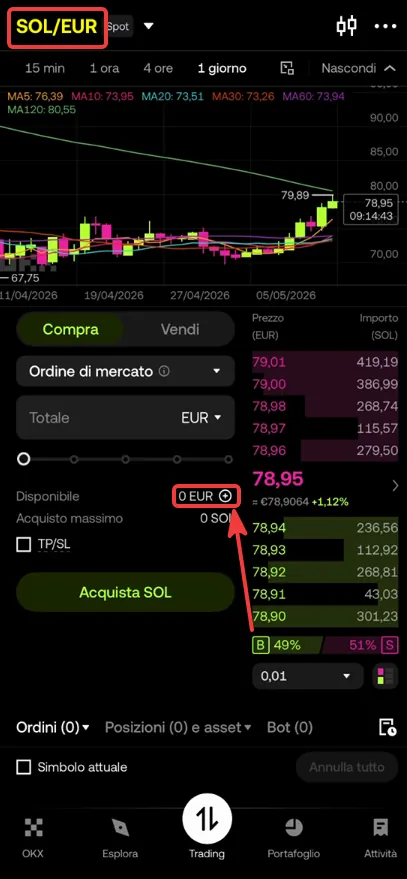 SOL/EUR Spot
15 min 1 ora 4 ore 1 giorno Nascondi
MA5: 76,39 MA10: 73,95 MA20: 73,51 MA30: 73,26 MA60: 73,94
MA120: 80,55
90,00
85,00
80,00
79,89
78,95
09:14:43
70,00
67,75
11/04/2026 19/04/2026 27/04/2026 05/05/2026
Compra Vendi
Ordine di mercato
Totale EUR
Disponibile 0 EUR
Acquisto massimo 0 SOL
TP/SL
Acquista SOL
Prezzo Importo
(EUR) (SOL)
79,01 419,19
79,00 386,99
78,98 268,74
78,97 115,57
78,96 279,50
78,95
≈ €78,9064 +1,12%
78,94 236,56
78,93 112,92
78,92 268,81
78,91 43,03
78,90 301,23
B 49% 51% S
0,01
Ordini (0) Posizioni (0) e asset Bot (0)
Simbolo attuale Annulla tutto
OKX Esplora Trading Portafoglio Attività